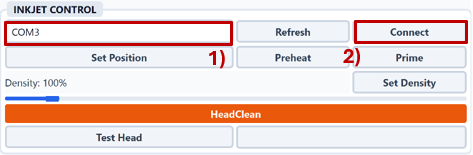 INKJET CONTROL
COM3 Refresh Connect
Set Position 1) Preheat 2) Prime
Density: 100% Set Density
HeadClean
Test Head